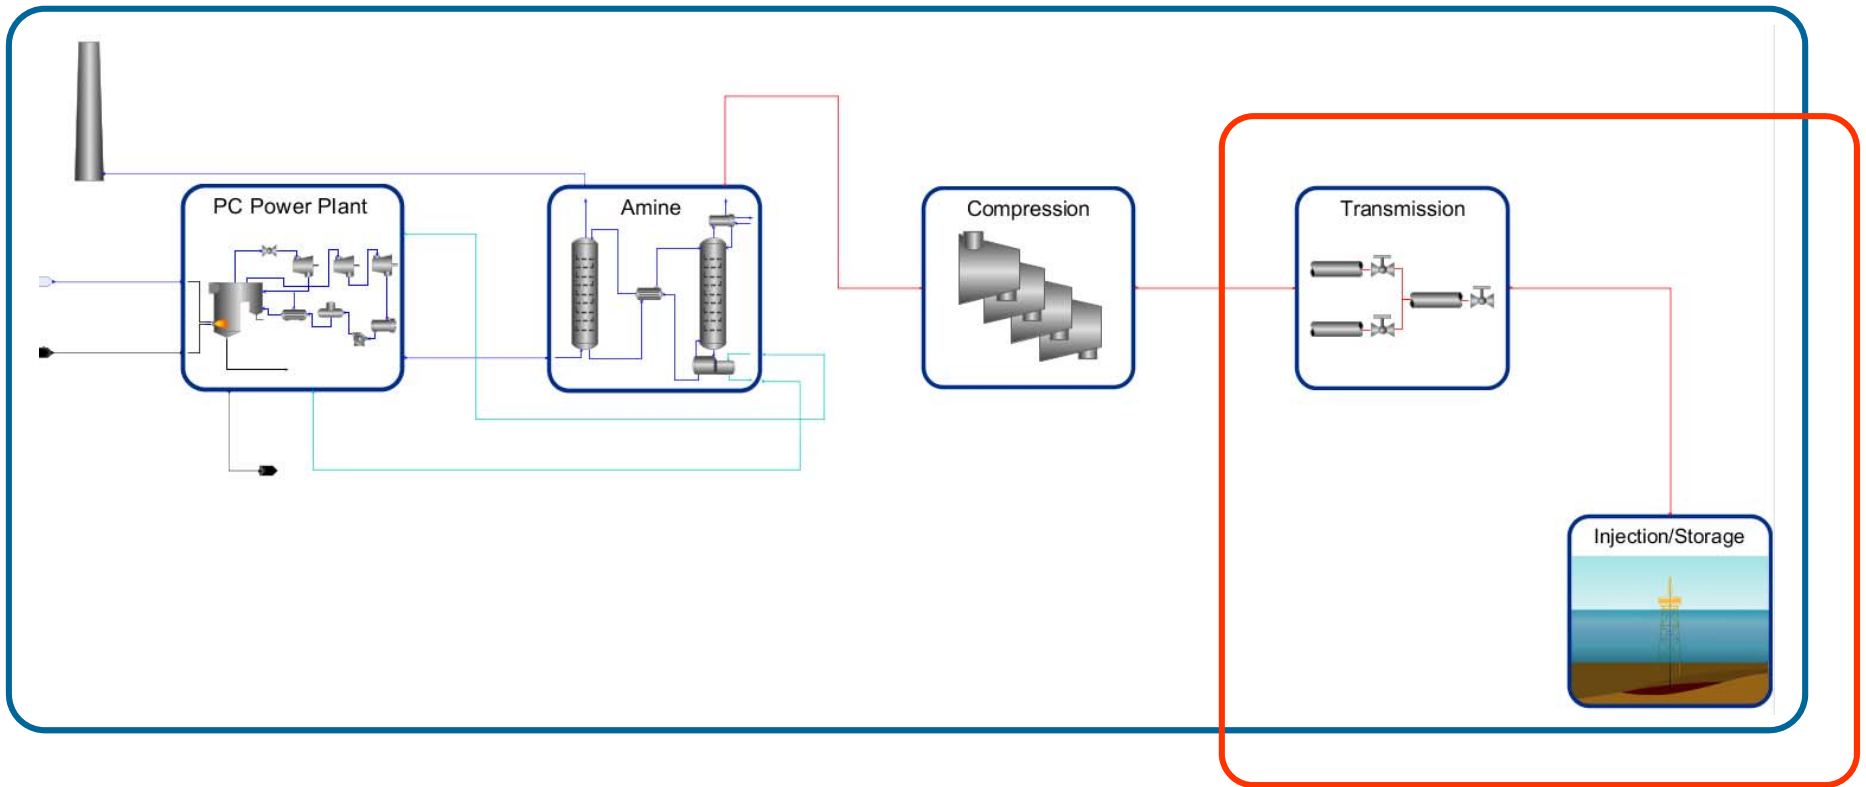 PC Power Plant
Amine
Compression
Transmission
Injection/Storage